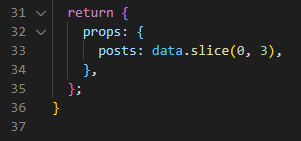 31 return {
32 props: {
33 posts: data.slice(0, 3),
34 },
35 };
36 }
37